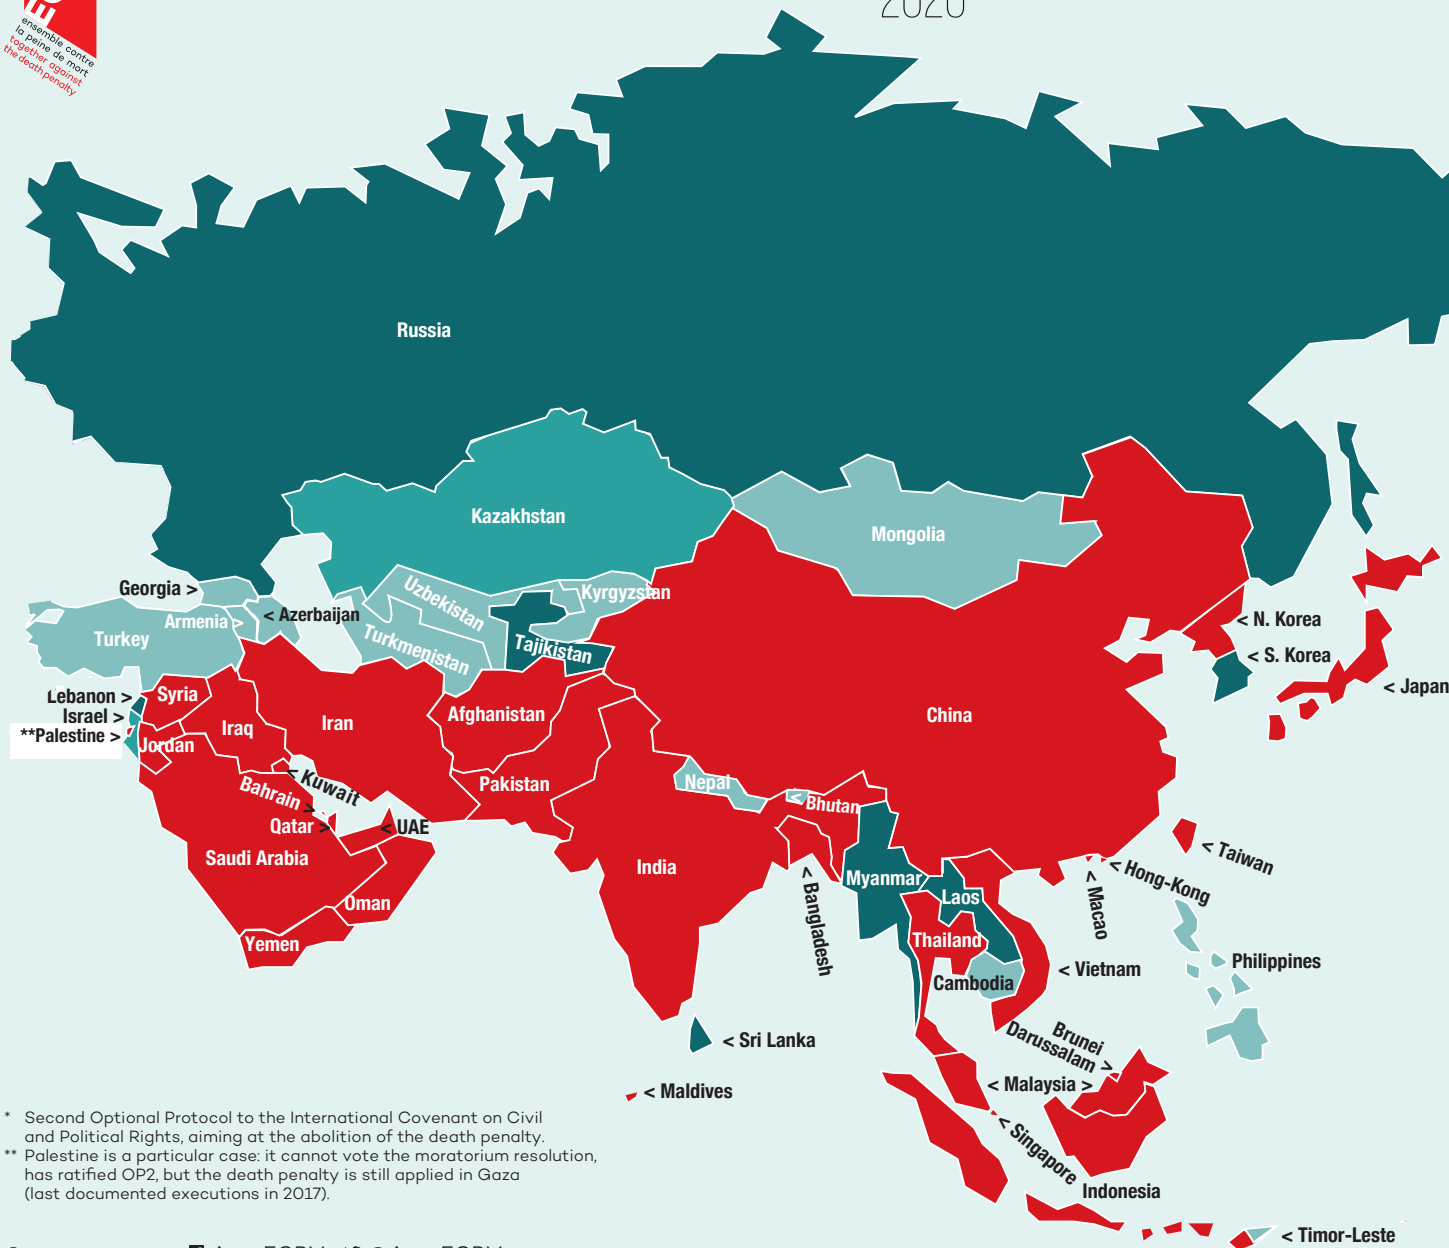 2020
E
ensemble contre
la peine de mort
together against
the death penalty
Russia
Kazakhstan
Mongolia
Georgia >
Uzbekistan
Kyrgyzstan
Armenia >
< Azerbaijan
Turkey
Turkmenistan
Tajikistan
< N. Korea
< S. Korea
< Japan
Lebanon >
Syria
Israel >
**Palestine >
Jordan
Iraq
Iran
Afghanistan
China
< Kuwait
Bahrain >
Qatar >
< UAE
Pakistan
Nepal
< Bhutan
Saudi Arabia
India
Oman
Yemen
< Bangladesh
Myanmar
Laos
Thailand
Cambodia
< Vietnam
< Taiwan
< Hong-Kong
< Macao
Philippines
< Sri Lanka
< Maldives
Brunei
Darussalam >
< Malaysia >
< Singapore
Indonesia
< Timor-Leste
* Second Optional Protocol to the International Covenant on Civil
and Political Rights, aiming at the abolition of the death penalty.
** Palestine is a particular case: it cannot vote the moratorium resolution,
has ratified OP2, but the death penalty is still applied in Gaza
(last documented executions in 2017).